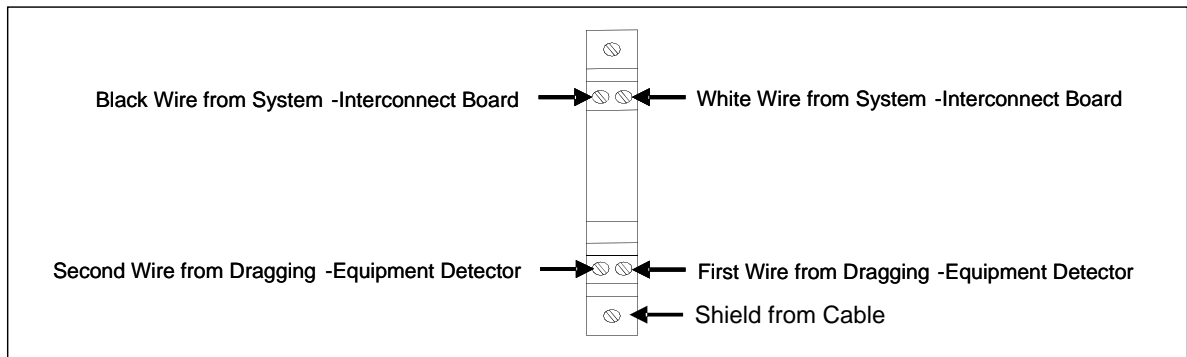 Black Wire from System -Interconnect Board
White Wire from System -Interconnect Board
Second Wire from Dragging -Equipment Detector
First Wire from Dragging -Equipment Detector
Shield from Cable